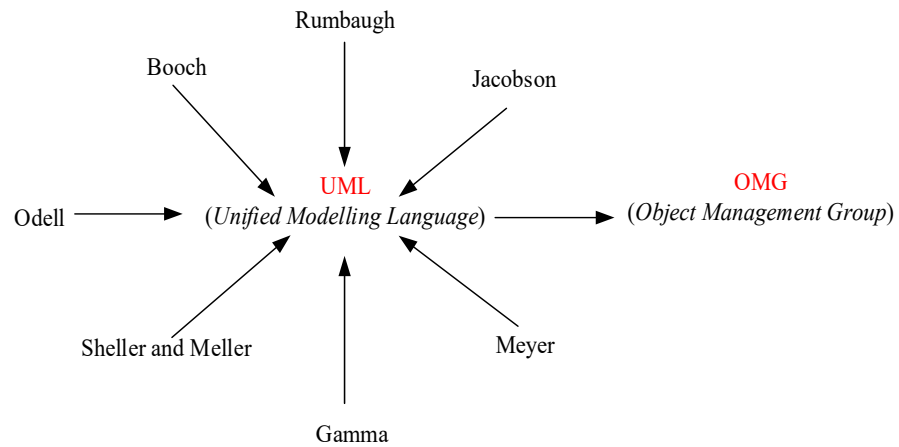 Rumbaugh
Booch
Jacobson
UML
(Unified Modelling Language)
OMG
(Object Management Group)
Odell
Sheller and Meller
Meyer
Gamma